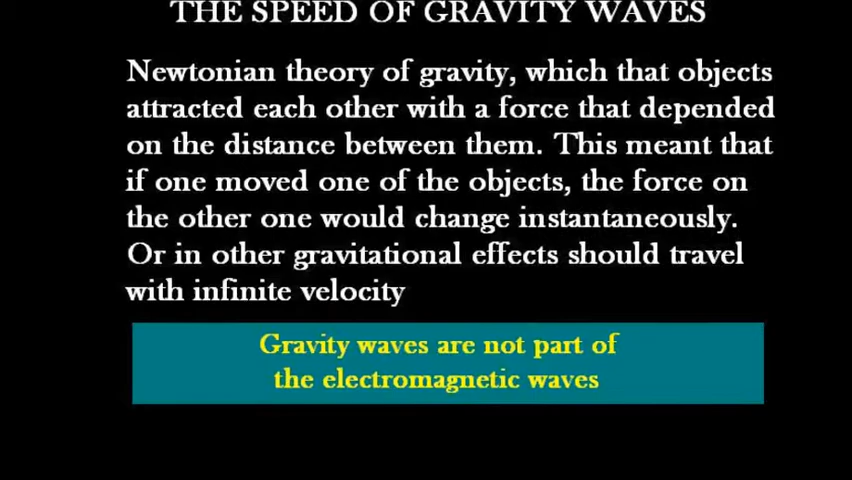 THE SPEED OF GRAVITY WAVES
Newtonian theory of gravity, which that objects
attracted each other with a force that depended
on the distance between them. This meant that
if one moved one of the objects, the force on
the other one would change instantaneously.
Or in other gravitational effects should travel
with infinite velocity
Gravity waves are not part of
the electromagnetic waves